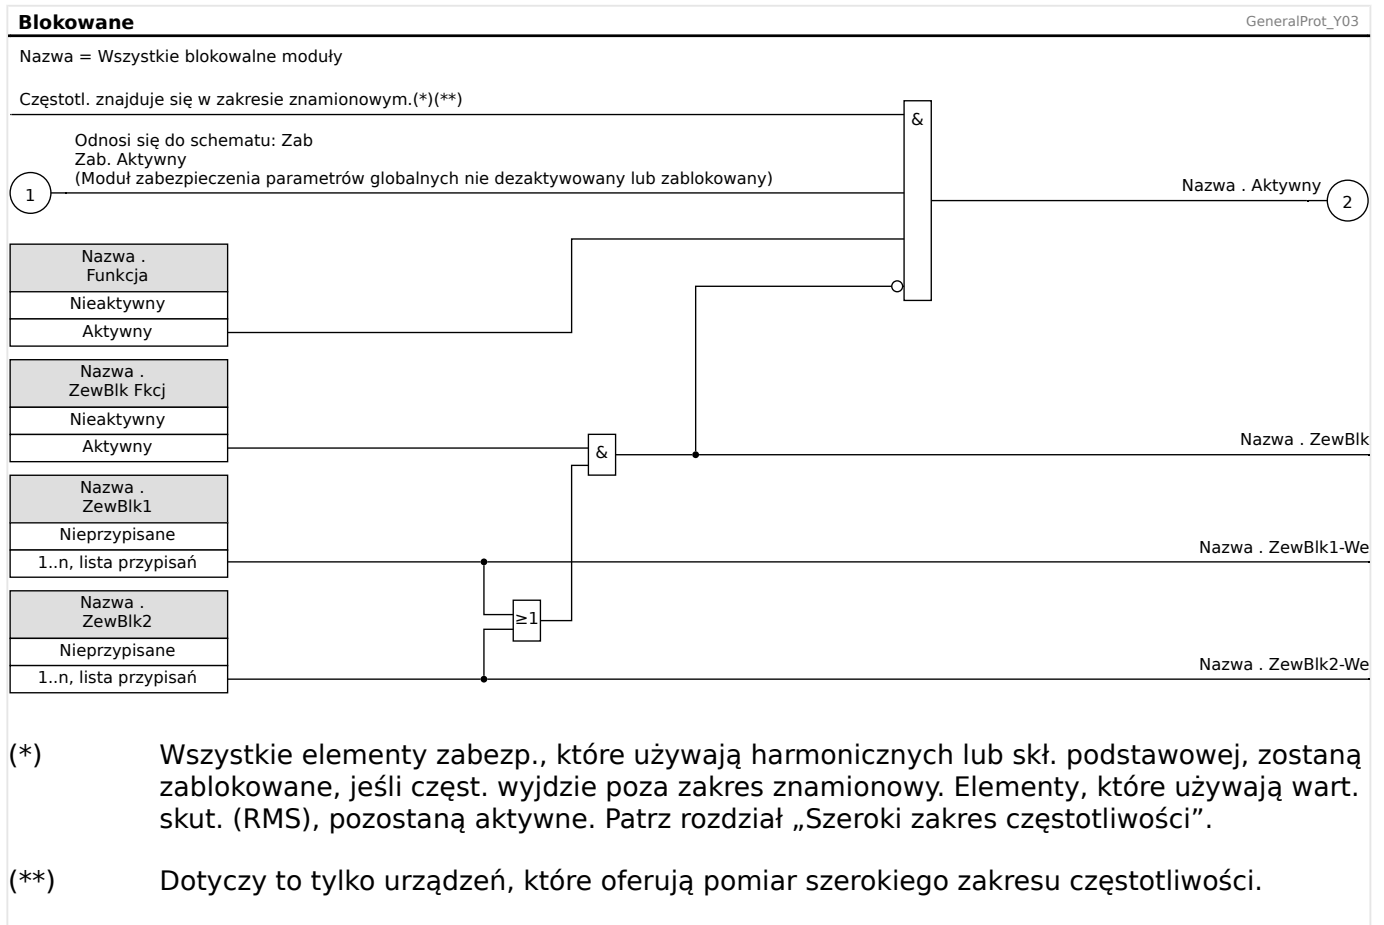 Blokowane
GeneralProt_Y03
Nazwa = Wszystkie blokowalne moduły
Częstotl. znajduje się w zakresie znamionowym.(*)(**)
&
Odnosi się do schematu: Zab
Zab. Aktywny
(Moduł zabezpieczenia parametrów globalnych nie dezaktywowany lub zablokowany)
1
Nazwa . Aktywny
2
Nazwa .
Funkcja
Nieaktywny
Aktywny
Nazwa .
ZewBlk Fkcj
Nieaktywny
Aktywny
&
Nazwa . ZewBlk
Nazwa .
ZewBlk1
Nieprzypisane
1..n, lista przypisań
Nazwa . ZewBlk1-We
≥1
Nazwa .
ZewBlk2
Nieprzypisane
1..n, lista przypisań
Nazwa . ZewBlk2-We
(*) Wszystkie elementy zabezp., które używają harmonicznych lub skł. podstawowej, zostaną
zablokowane, jeśli częst. wyjdzie poza zakres znamionowy. Elementy, które używają wart.
skut. (RMS), pozostaną aktywne. Patrz rozdział „Szeroki zakres częstotliwości”.
(**) Dotyczy to tylko urządzeń, które oferują pomiar szerokiego zakresu częstotliwości.